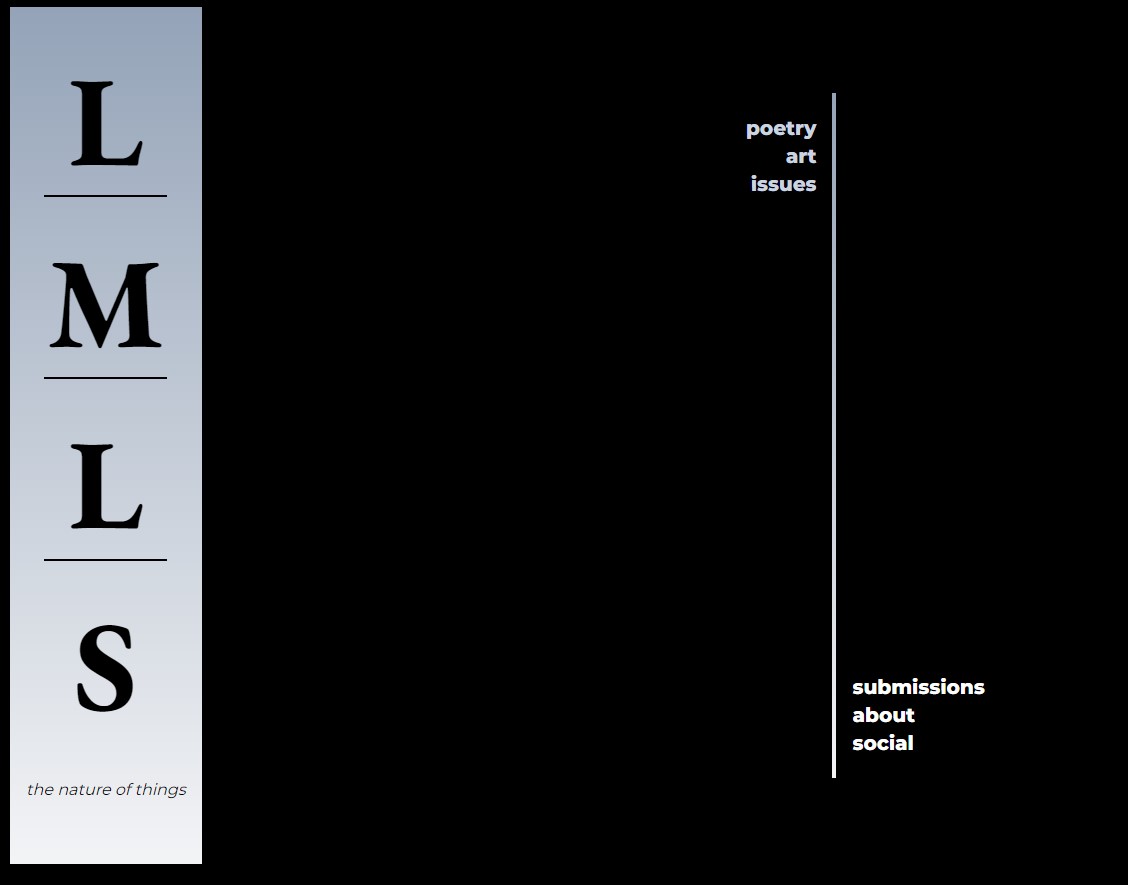 L
M
L
S
the nature of things
poetry
art
issues
submissions
about
social